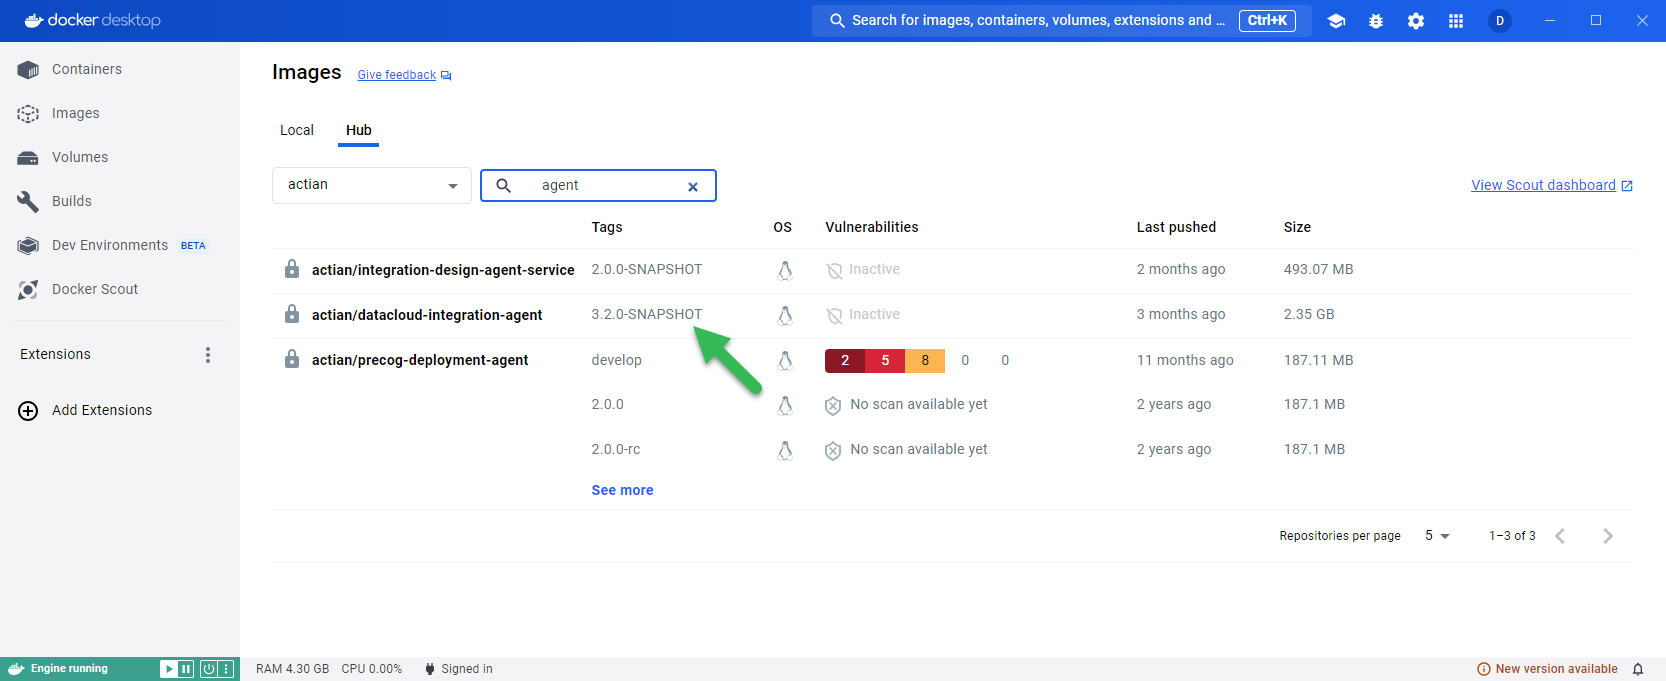 docker desktop
Search for images, containers, volumes, extensions and ... Ctrl+K
D
Containers
Images
Volumes
Builds
Dev Environments BETA
Docker Scout
Extensions
Add Extensions
Images Give feedback
Local Hub
actian agent View Scout dashboard
Tags OS Vulnerabilities Last pushed Size
actian/integration-design-agent-service 2.0.0-SNAPSHOT Inactive 2 months ago 493.07 MB
actian/datacloud-integration-agent 3.2.0-SNAPSHOT Inactive 3 months ago 2.35 GB
actian/precog-deployment-agent develop 2 5 8 0 0 11 months ago 187.11 MB
2.0.0 No scan available yet 2 years ago 187.1 MB
2.0.0-rc No scan available yet 2 years ago 187.1 MB
See more
Repositories per page 5 1–3 of 3
Engine running RAM 4.30 GB CPU 0.00% Signed in New version available